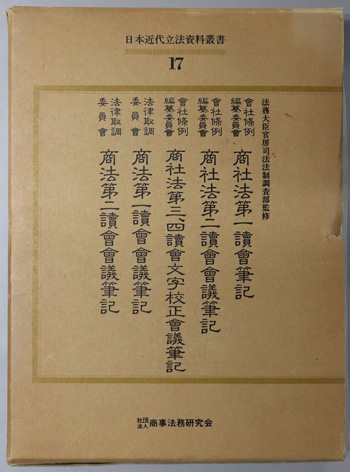 日本近代立法資料叢書
17
法務大臣官房司法法制調査部監修
會社條例
編纂委員會
商社法第一讀會筆記
會社條例
編纂委員會
商社法第二讀會會議筆記
會社條例
編纂委員會
商社法第三、四讀會文字校正會議筆記
法律取調
委員會
商法第一讀會會議筆記
法律取調
委員會
商法第二讀會會議筆記
社団法人 商事法務研究会